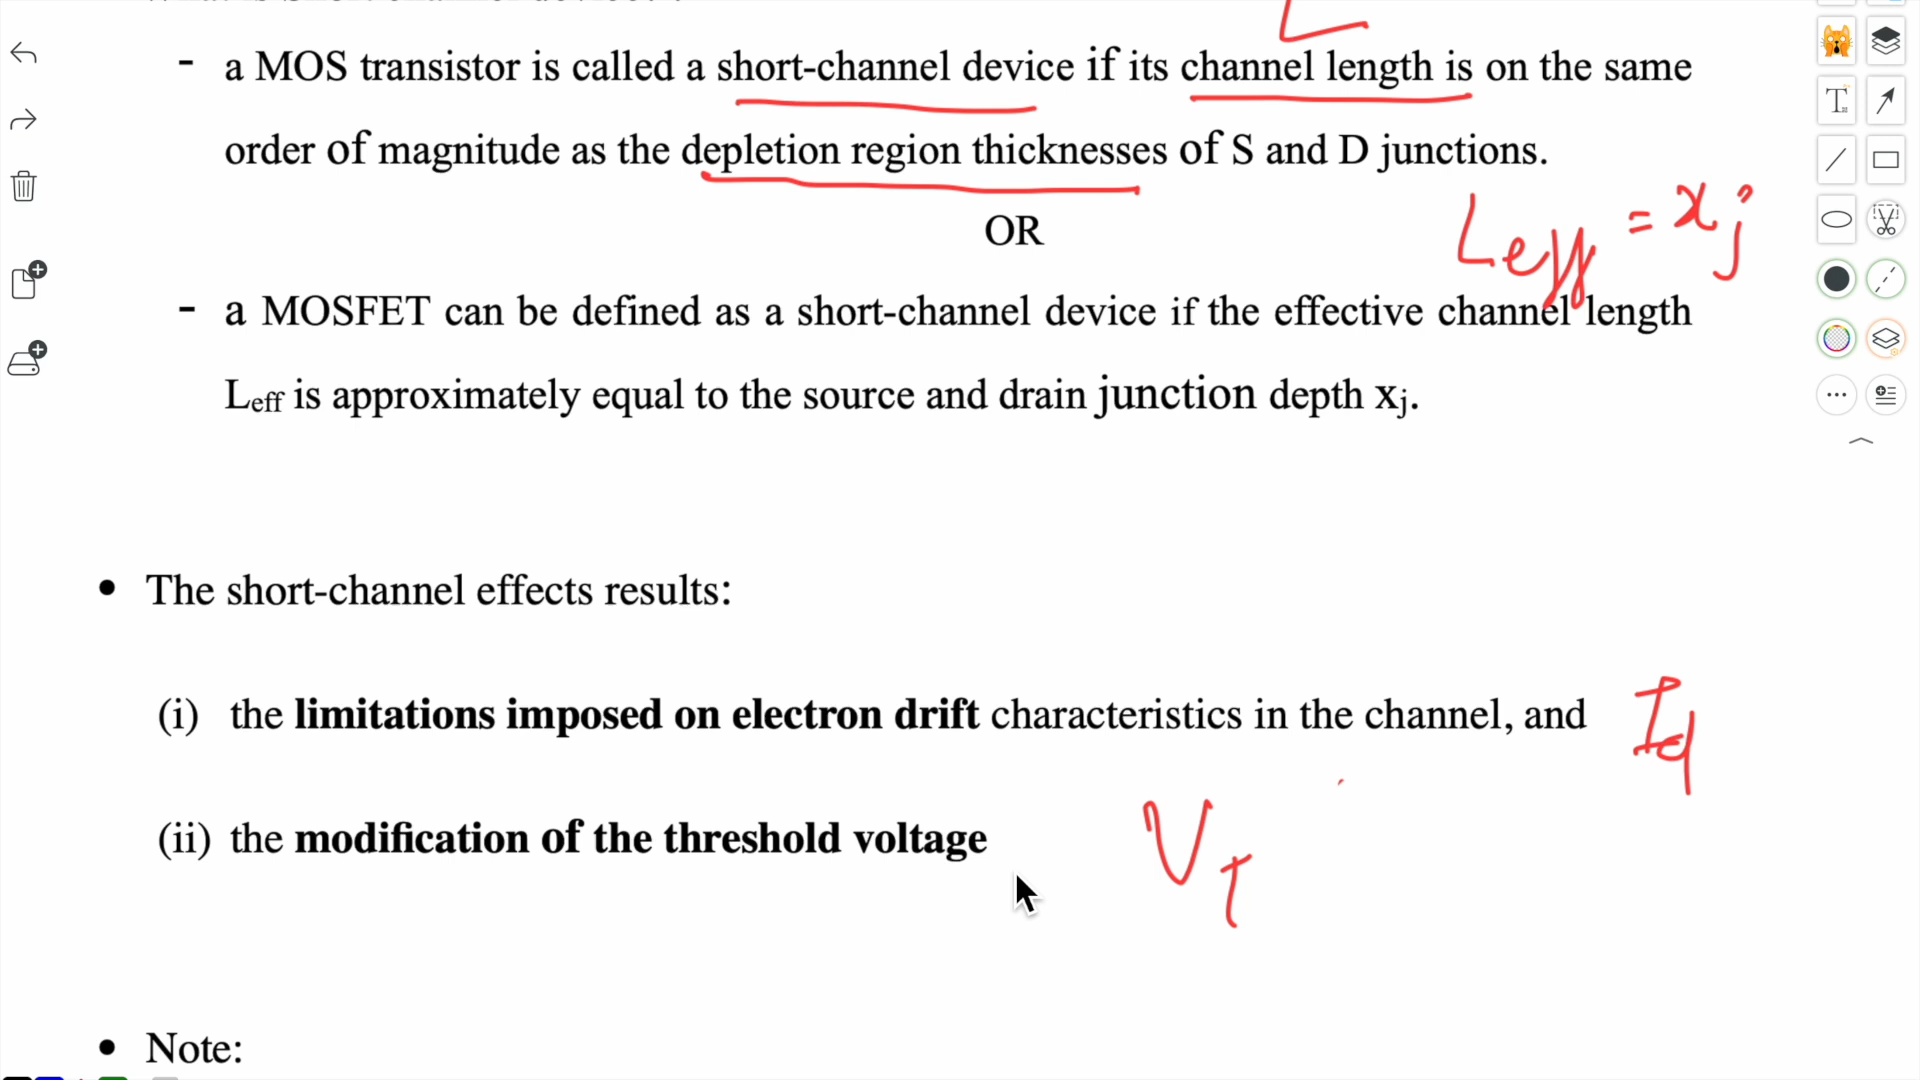 L
- a MOS transistor is called a short-channel device if its channel length is on the same
order of magnitude as the depletion region thicknesses of S and D junctions.
OR
Leff = xj
- a MOSFET can be defined as a short-channel device if the effective channel length
Leff is approximately equal to the source and drain junction depth xj.
• The short-channel effects results:
(i) the limitations imposed on electron drift characteristics in the channel, and Id
(ii) the modification of the threshold voltage VT
• Note: